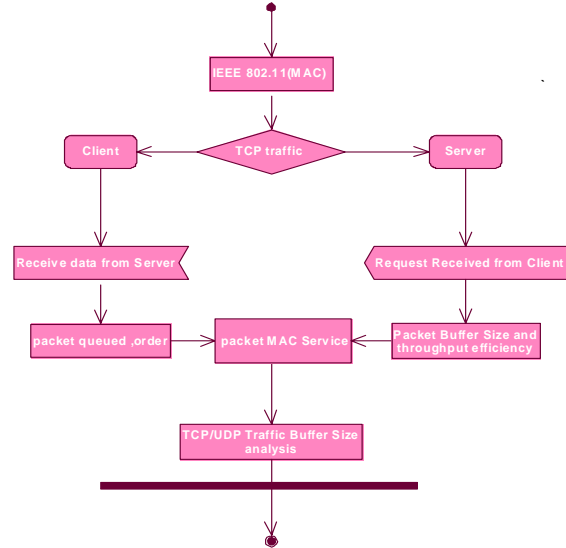 IEEE 802.11(MAC)
Client
TCP traffic
Server
Receive data from Server
Request Received from Client
packet queued ,order
packet MAC Service
Packet Buffer Size and
throughput efficiency
TCP/UDP Traffic Buffer Size
analysis